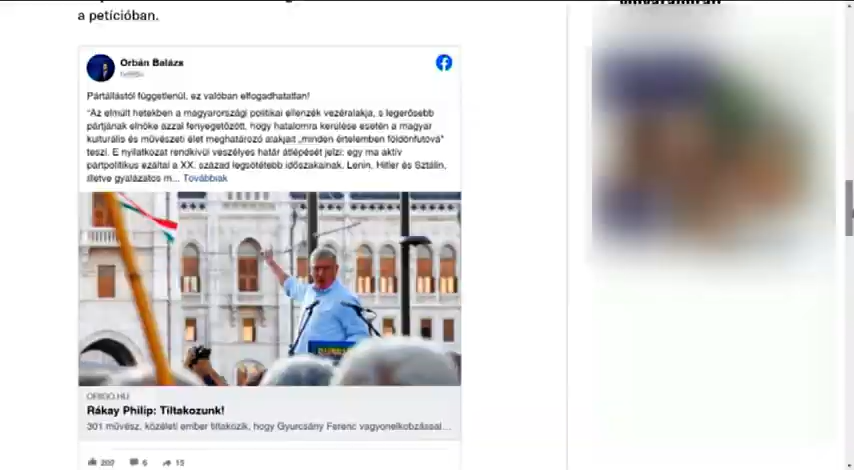 a petícióban.
Orbán Balázs
Pártállástól függetlenül, ez valóban elfogadhatatlan!
"Az elmúlt hetekben a magyarországi politikai ellenzék vezéralakja, s legerősebb
pártjának elnöke azzal fenyegetőzött, hogy hatalomra kerülése esetén a magyar
kulturális és művészeti élet meghatározó alakjait „minden értelemben földönfutóvá"
teszi. E nyilatkozat rendkívül veszélyes határ átlépését jelzi: egy ma aktív
pártpolitikus ezáltal a XX. század legsötétebb időszakainak, Lenin, Hitler és Sztálin,
illetve gyalázatos m... Továbbiak
ORIGO.HU
Rákay Philip: Tiltakozunk!
301 művész, közéleti ember tiltakozik, hogy Gyurcsány Ferenc vagyonelkobzással...
202 6 15